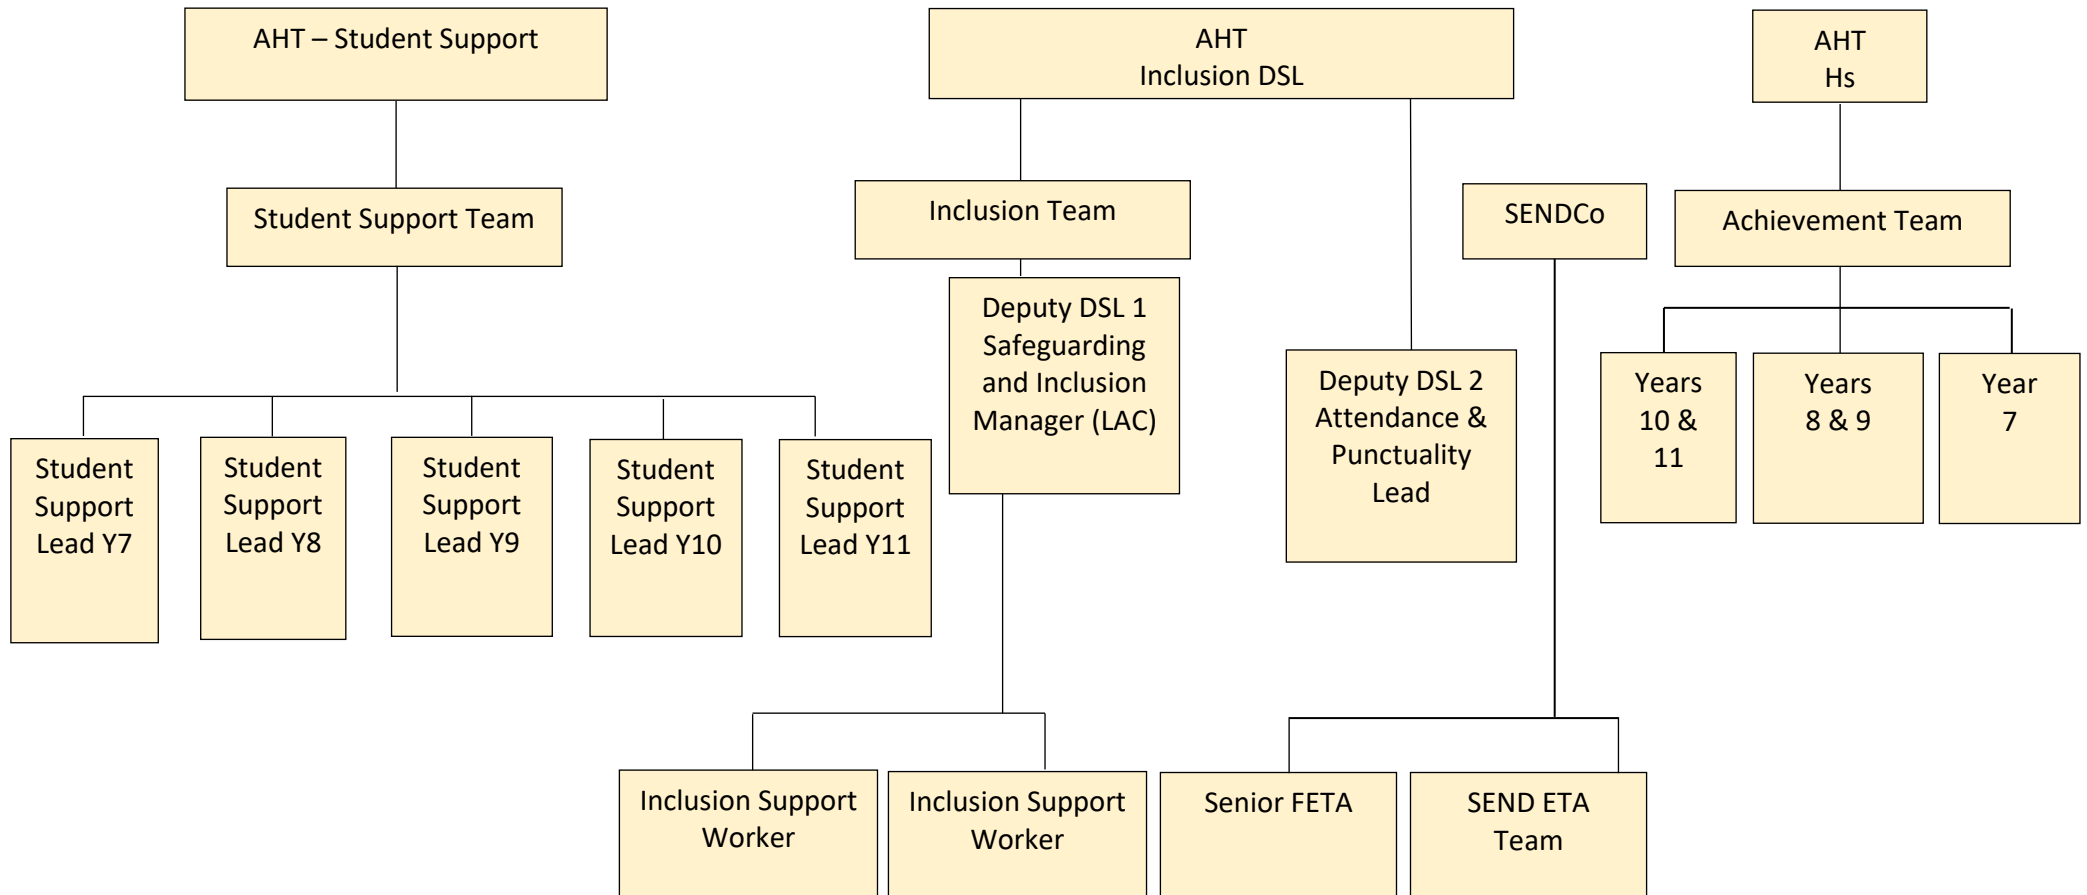 AHT – Student Support
AHT
Inclusion DSL
AHT
Hs
Student Support Team
Inclusion Team
SENDCo
Achievement Team
Deputy DSL 1
Safeguarding
and Inclusion
Manager (LAC)
Deputy DSL 2
Attendance &
Punctuality
Lead
Years
10 &
11
Years
8 & 9
Year
7
Student
Support
Lead Y7
Student
Support
Lead Y8
Student
Support
Lead Y9
Student
Support
Lead Y10
Student
Support
Lead Y11
Inclusion Support
Worker
Inclusion Support
Worker
Senior FETA
SEND ETA
Team